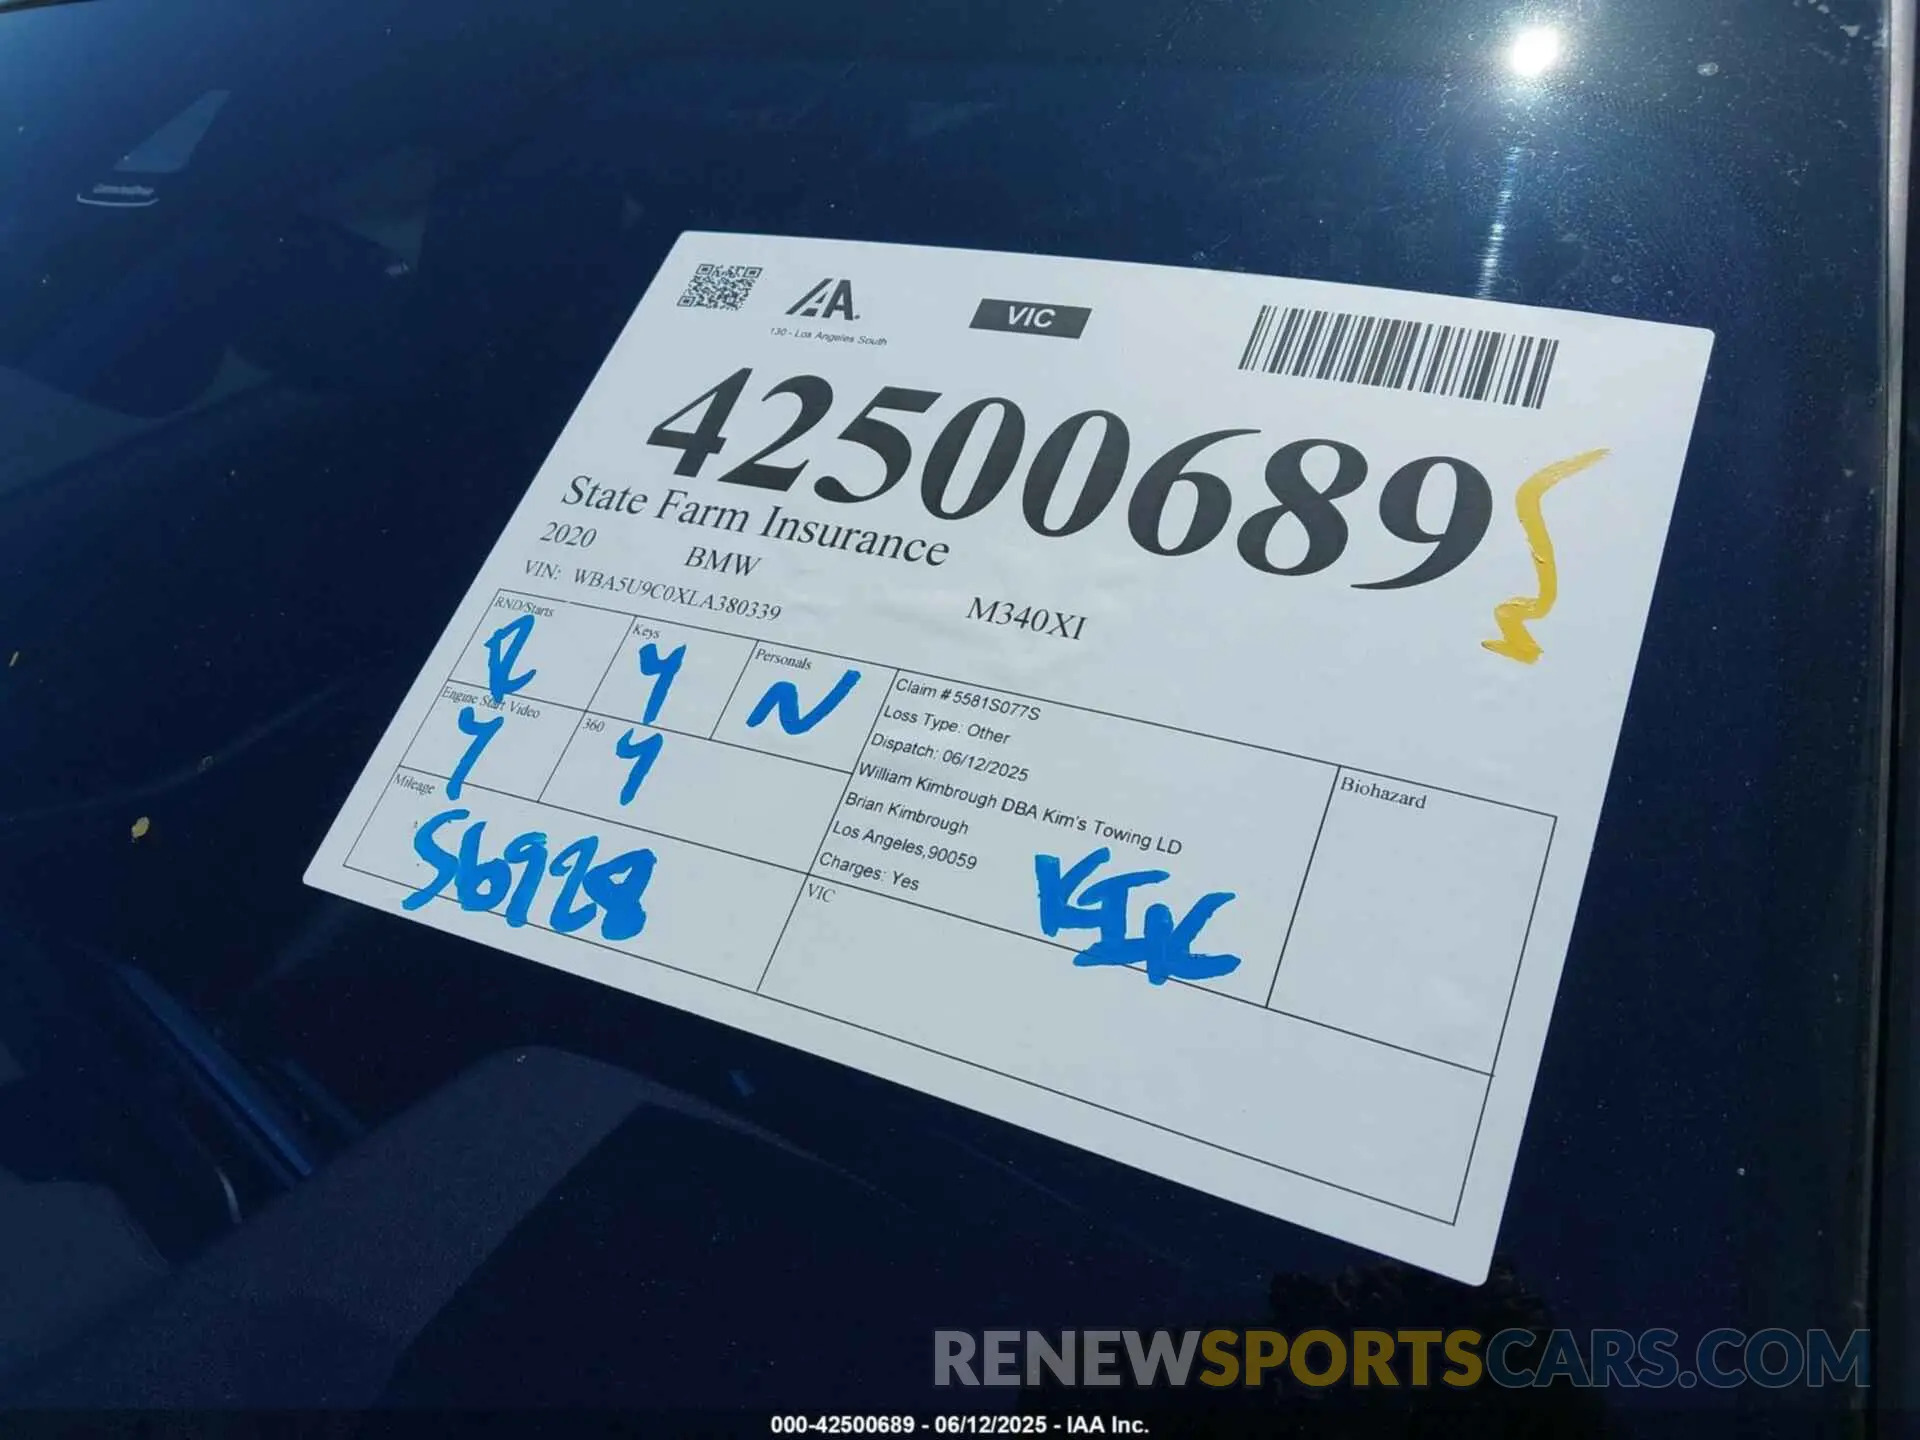 IAA.
130 - Los Angeles South
VIC
42500689
State Farm Insurance
2020 BMW M340XI
VIN: WBA5U9C0XLA380339
RND/Starts
R
Keys
Y
Personals
N
Engine Start Video
Y
360
Y
Mileage
56928
Claim # 5581S077S
Loss Type: Other
Dispatch: 06/12/2025
William Kimbrough DBA Kim's Towing LD
Brian Kimbrough
Los Angeles,90059
Charges: Yes
Biohazard
VIC
RENEWSPORTSCARS.COM
000-42500689 - 06/12/2025 - IAA Inc.